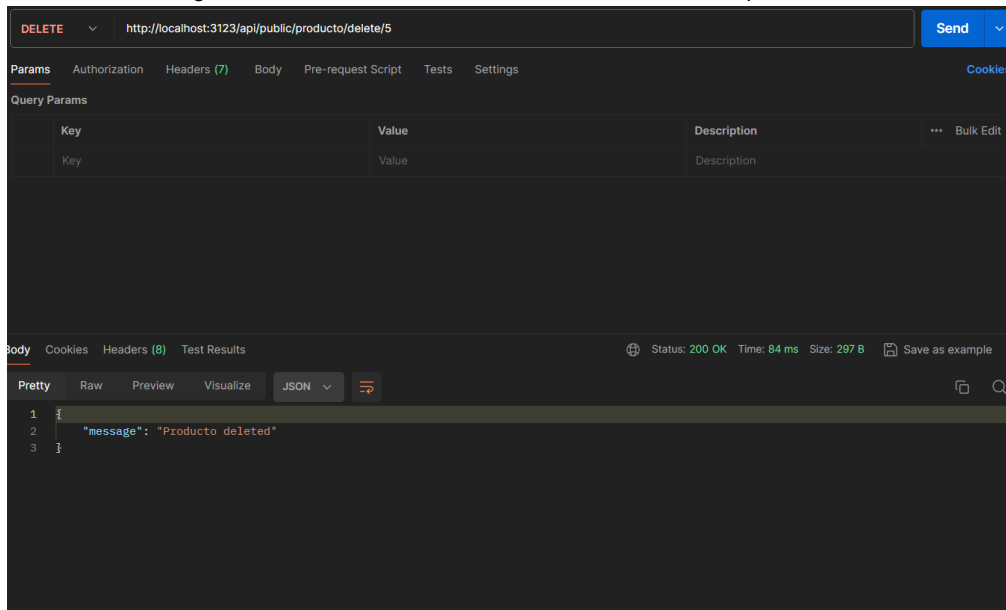 DELETE http://localhost:3123/api/public/producto/delete/5 Send
Params Authorization Headers (7) Body Pre-request Script Tests Settings Cookies
Query Params
Key Value Description ••• Bulk Edit
Key Value Description
Body Cookies Headers (8) Test Results Status: 200 OK Time: 84 ms Size: 297 B Save as example
Pretty Raw Preview Visualize JSON
1 {
2 "message": "Producto deleted"
3 }